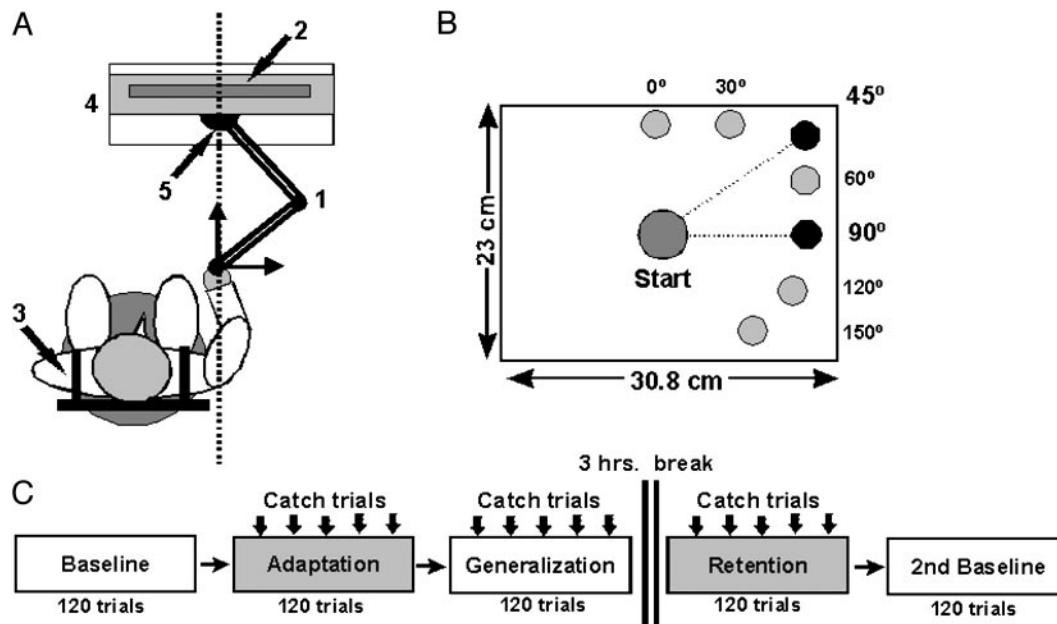 A
2
4
5
1
3
B
0º 30º 45º
60º
90º
120º
150º
Start
23 cm
30.8 cm
C
3 hrs. break
Catch trials Catch trials Catch trials
Baseline Adaptation Generalization Retention 2nd Baseline
120 trials 120 trials 120 trials 120 trials 120 trials